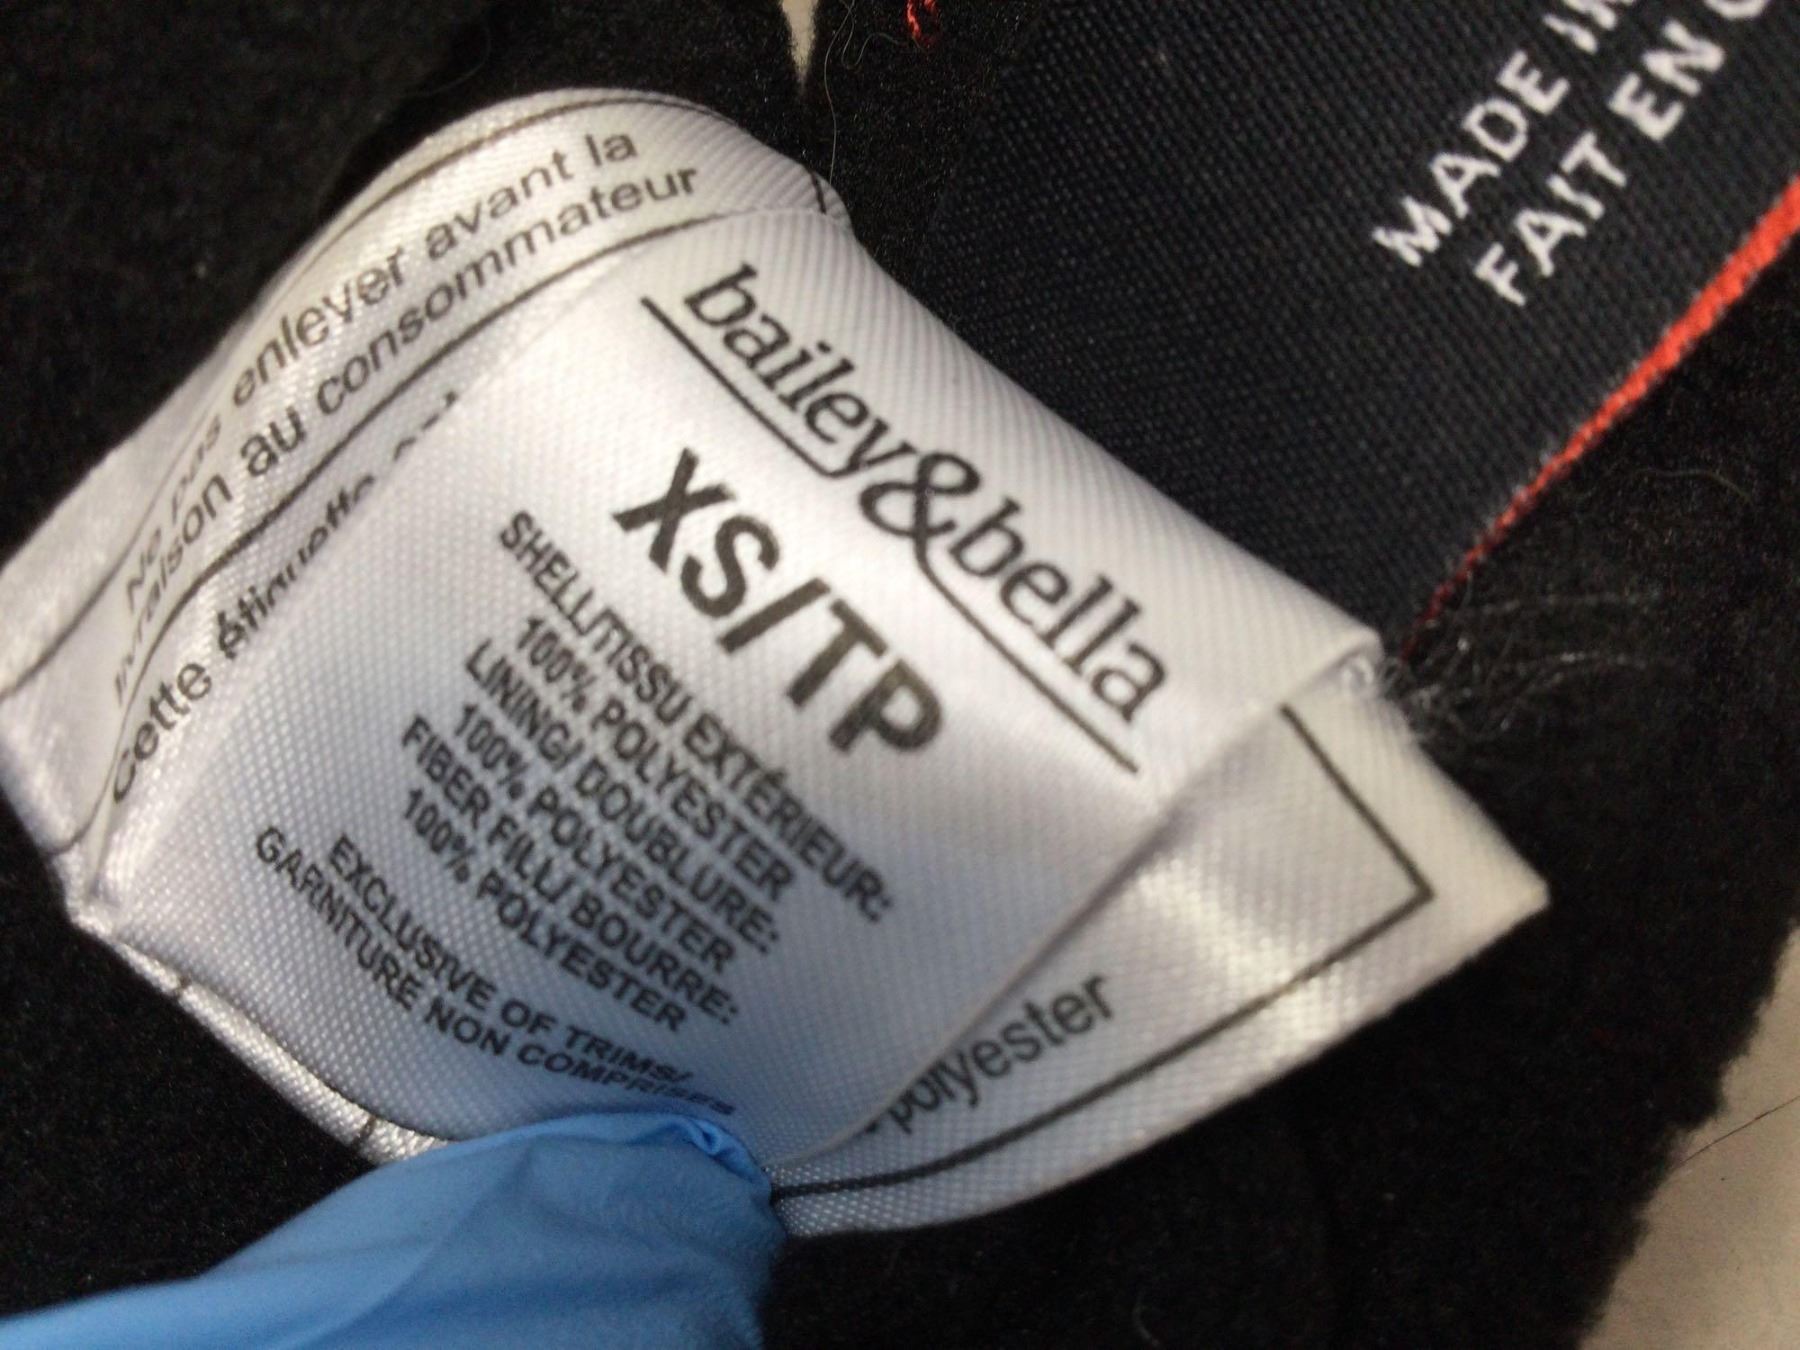 MADE IN
FAIT EN
Ne pas enlever avant la
livraison au consommateur
Cette étiquette
bailey&bella
XS/TP
SHELL/TISSU EXTÉRIEUR:
100% POLYESTER
LINING/ DOUBLURE:
100% POLYESTER
FIBER FILL/ BOURRE:
100% POLYESTER
EXCLUSIVE OF TRIMS/
GARNITURE NON COMPRISES
polyester